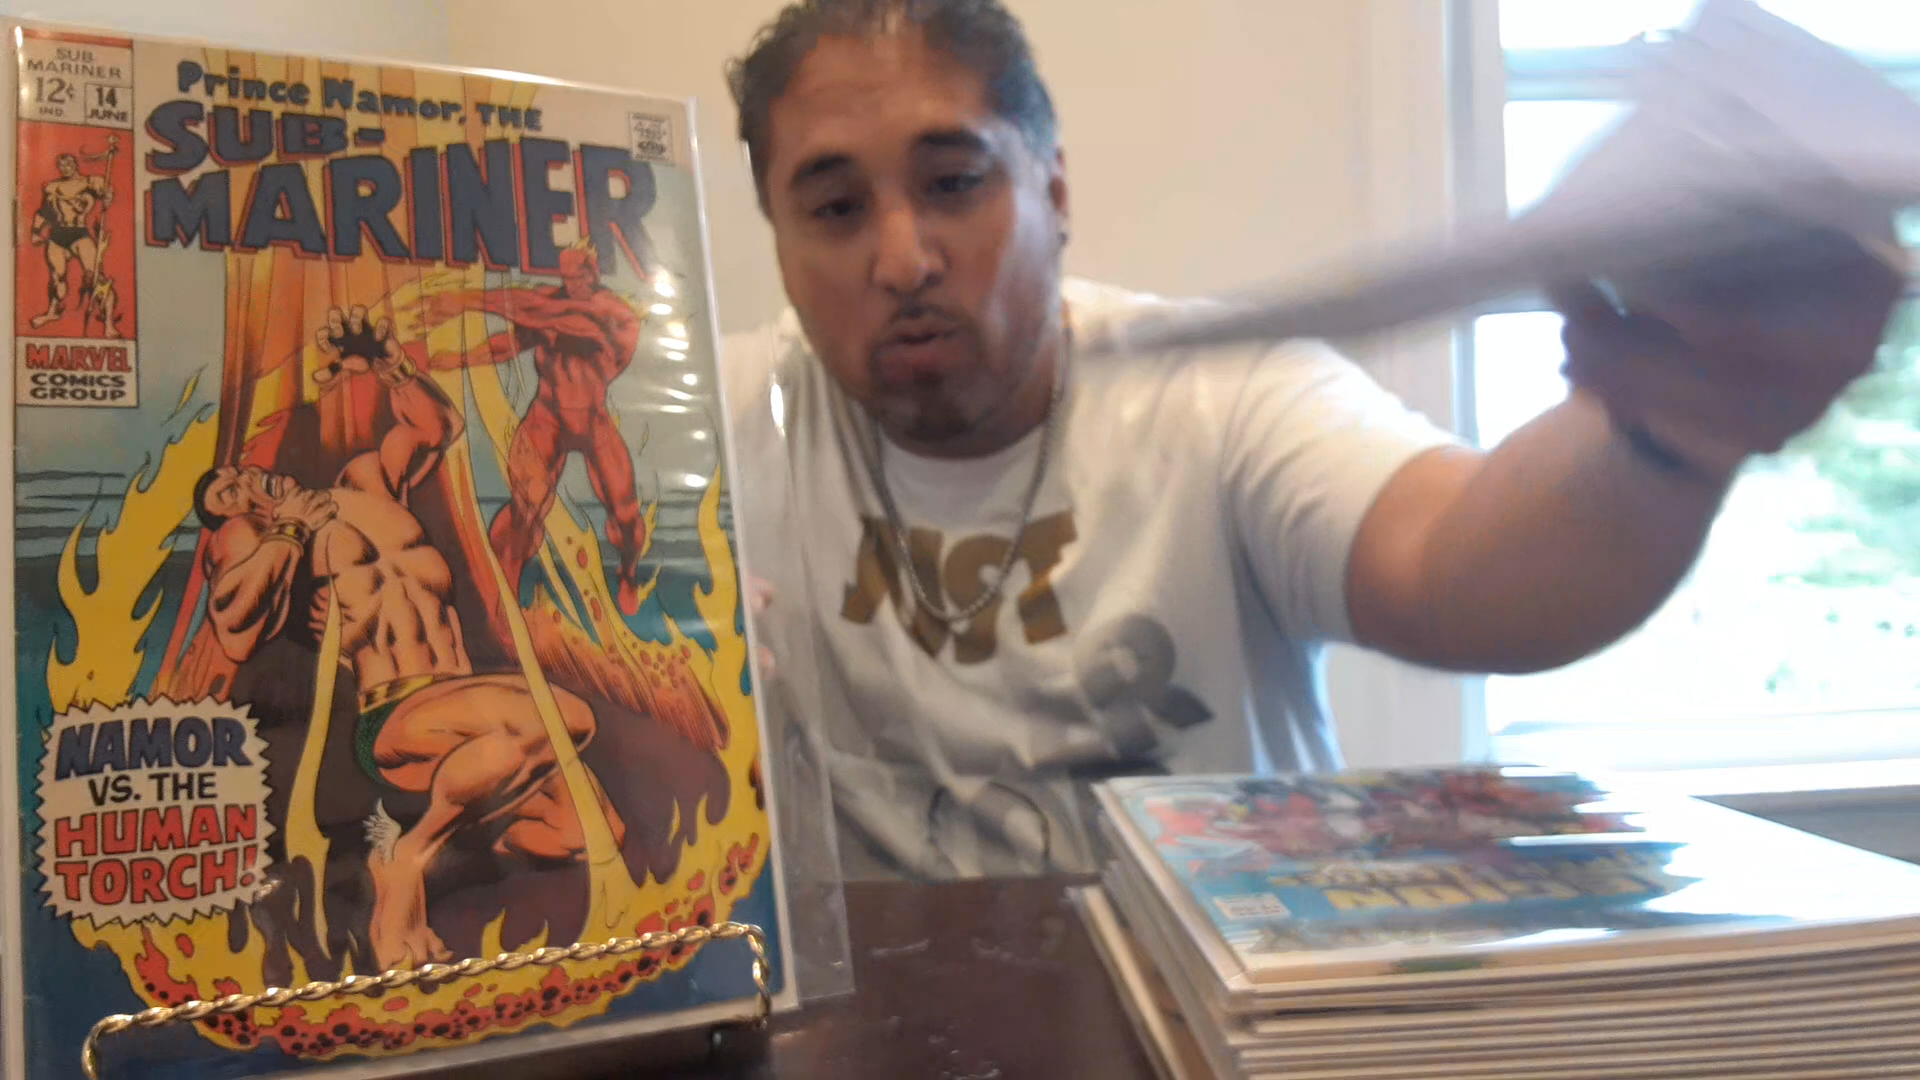 SUB-
MARINER
12¢
IND.
14
JUNE
Prince Namor, THE
SUB-
MARINER
MARVEL
COMICS
GROUP
NAMOR
VS. THE
HUMAN
TORCH!